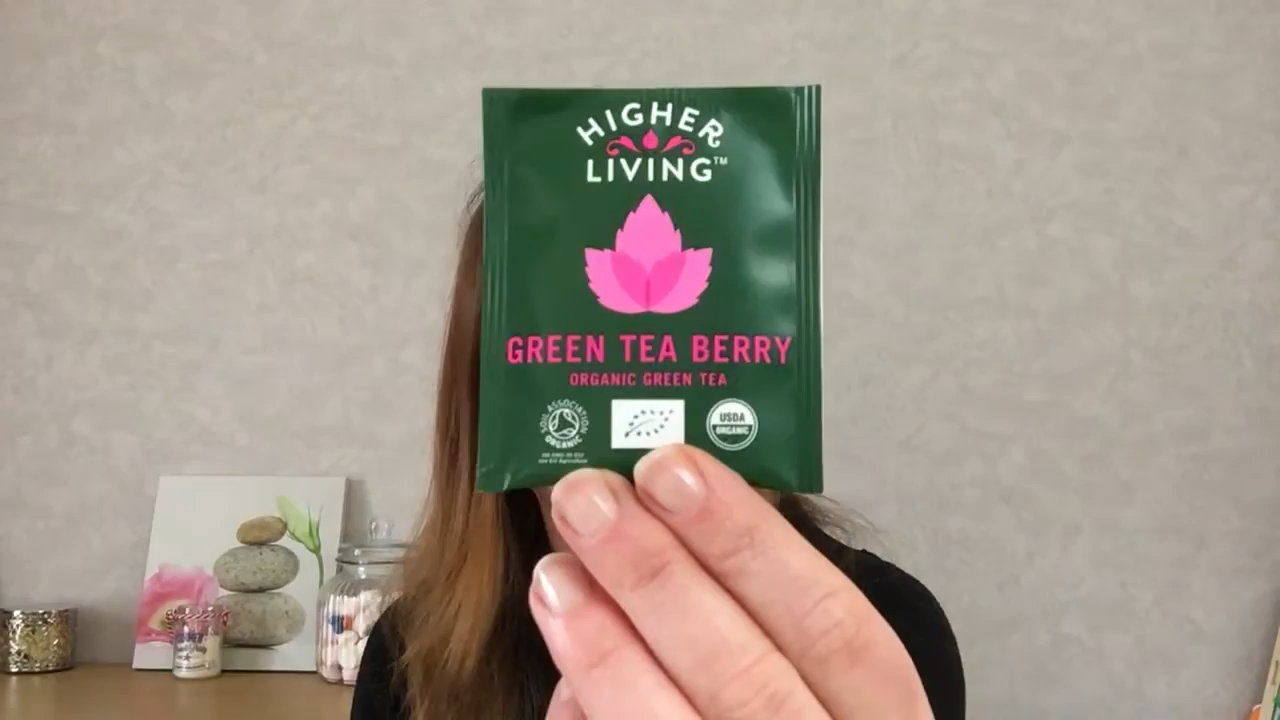 HIGHER
LIVING™
GREEN TEA BERRY
ORGANIC GREEN TEA
SOIL ASSOCIATION
ORGANIC
USDA
ORGANIC